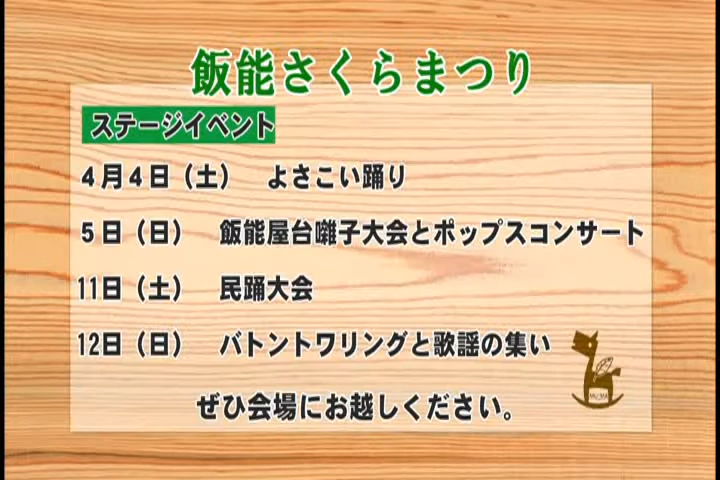 飯能さくらまつり
ステージイベント
4月4日（土）　よさこい踊り
5日（日）　飯能屋台囃子大会とポップスコンサート
11日（土）　民踊大会
12日（日）　バトントワリングと歌謡の集い
ぜひ会場にお越しください。